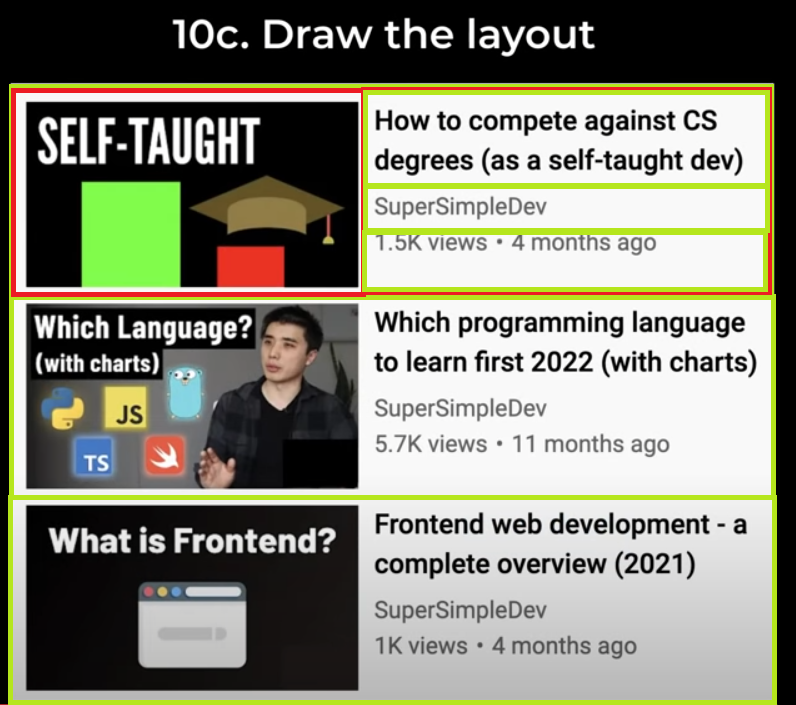 10c. Draw the layout
SELF-TAUGHT
How to compete against CS
degrees (as a self-taught dev)
SuperSimpleDev
1.5K views • 4 months ago
Which Language?
(with charts)
JS
TS
Which programming language
to learn first 2022 (with charts)
SuperSimpleDev
5.7K views • 11 months ago
What is Frontend?
Frontend web development - a
complete overview (2021)
SuperSimpleDev
1K views • 4 months ago